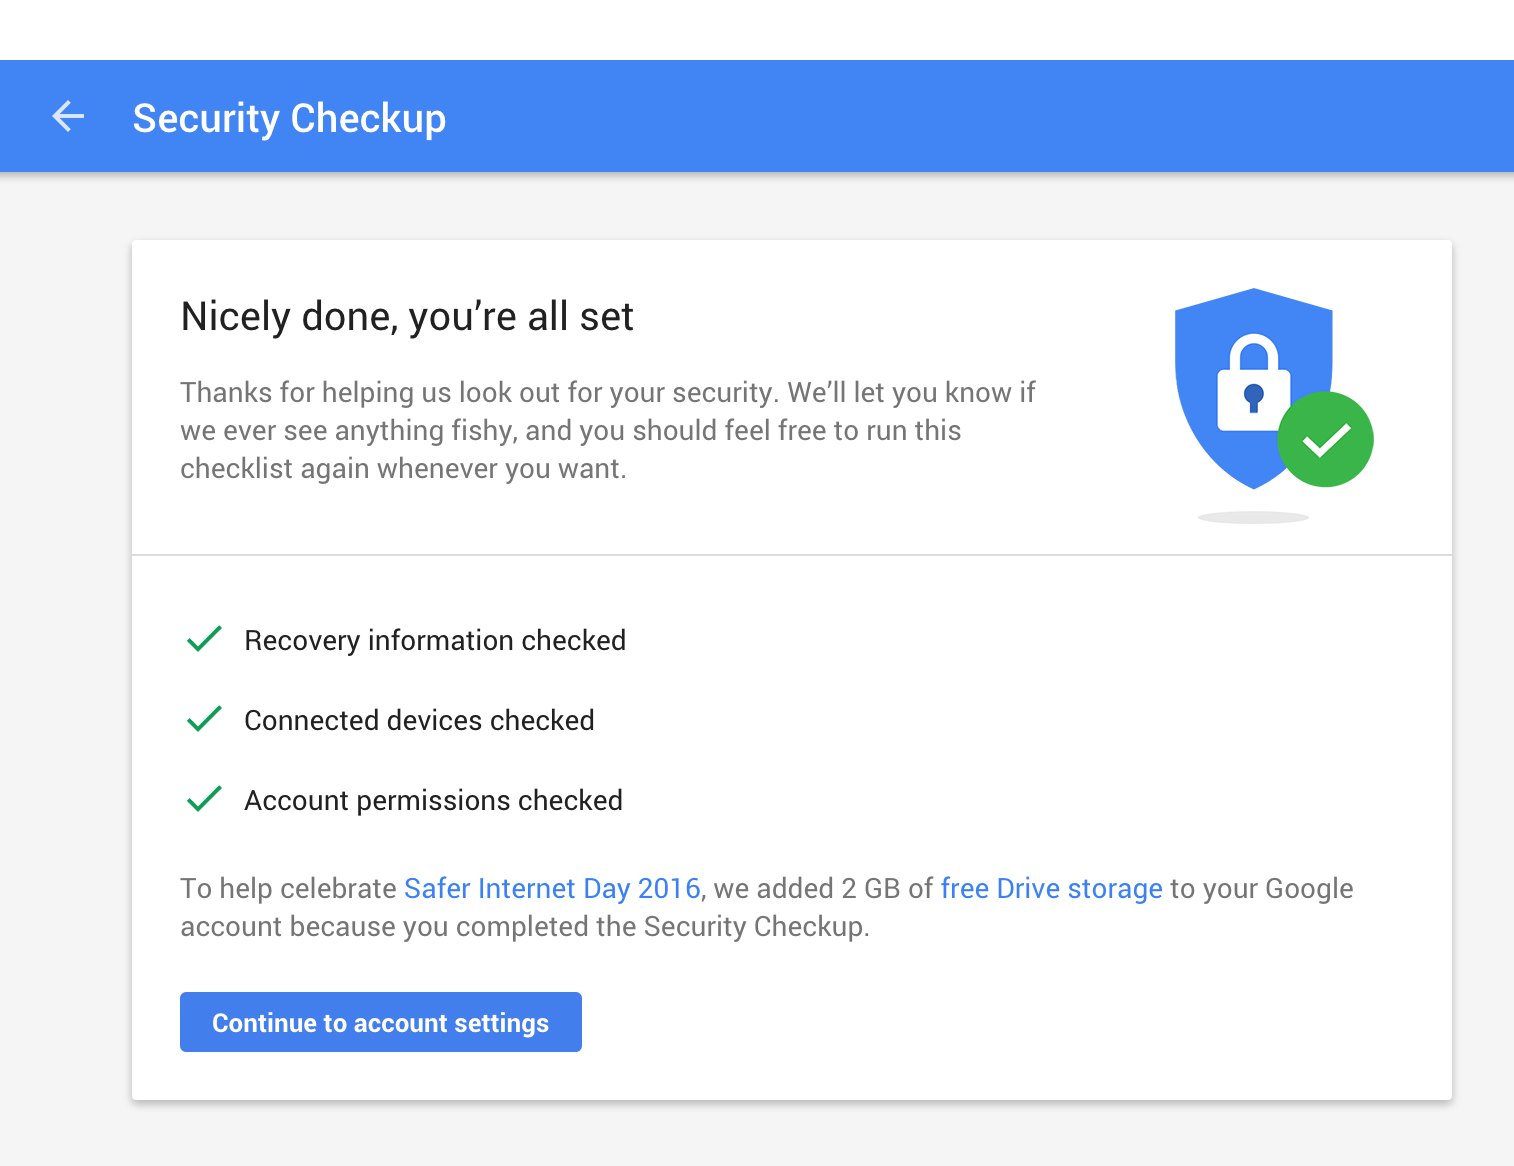 Security Checkup
Nicely done, you’re all set
Thanks for helping us look out for your security. We’ll let you know if
we ever see anything fishy, and you should feel free to run this
checklist again whenever you want.
Recovery information checked
Connected devices checked
Account permissions checked
To help celebrate Safer Internet Day 2016, we added 2 GB of free Drive storage to your Google
account because you completed the Security Checkup.
Continue to account settings